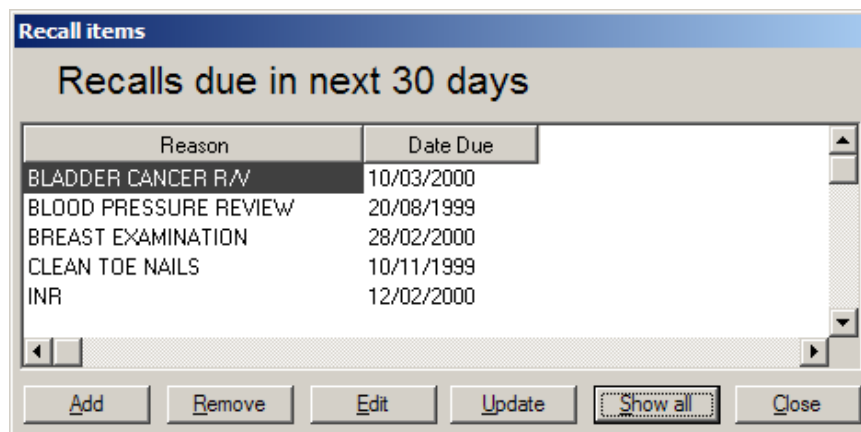 Recall items
Recalls due in next 30 days
Reason Date Due
BLADDER CANCER R/V 10/03/2000
BLOOD PRESSURE REVIEW 20/08/1999
BREAST EXAMINATION 28/02/2000
CLEAN TOE NAILS 10/11/1999
INR 12/02/2000
Add Remove Edit Update Show all Close